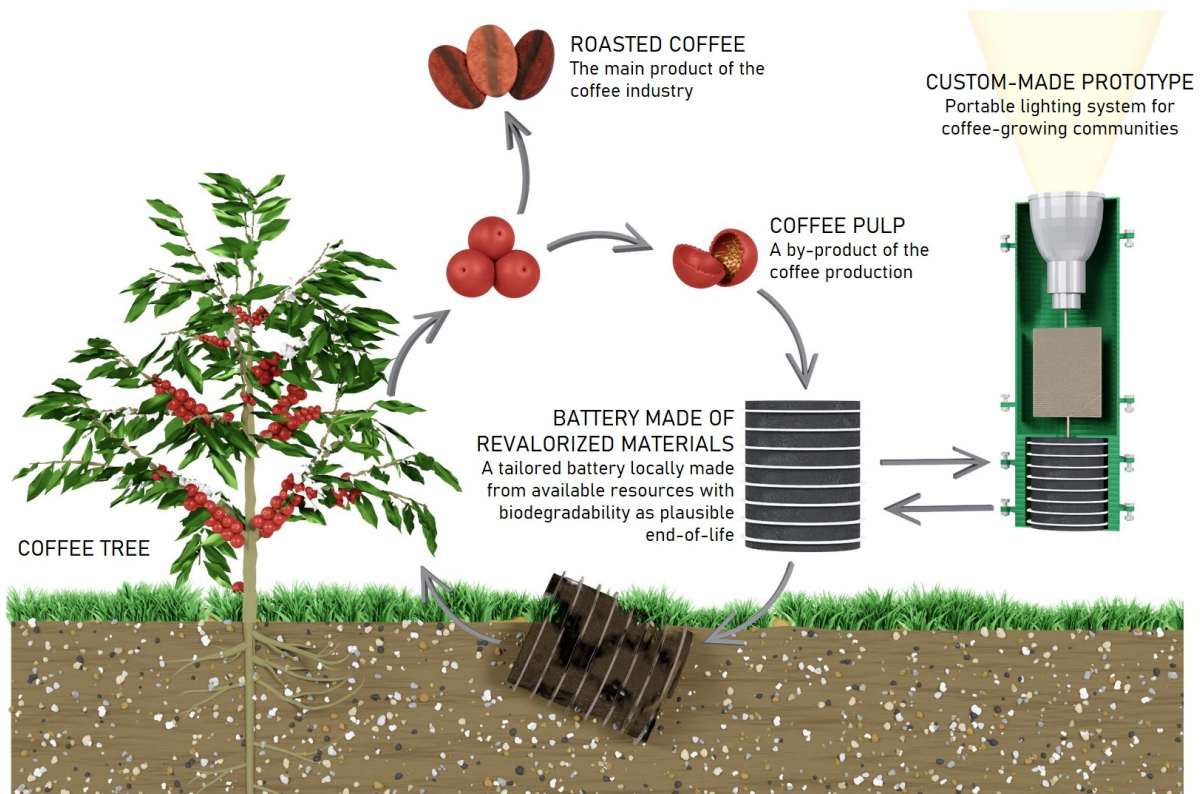 ROASTED COFFEE
The main product of the
coffee industry
CUSTOM-MADE PROTOTYPE
Portable lighting system for
coffee-growing communities
COFFEE PULP
A by-product of the
coffee production
BATTERY MADE OF
REVALORIZED MATERIALS
A tailored battery locally made
from available resources with
biodegradability as plausible
end-of-life
COFFEE TREE